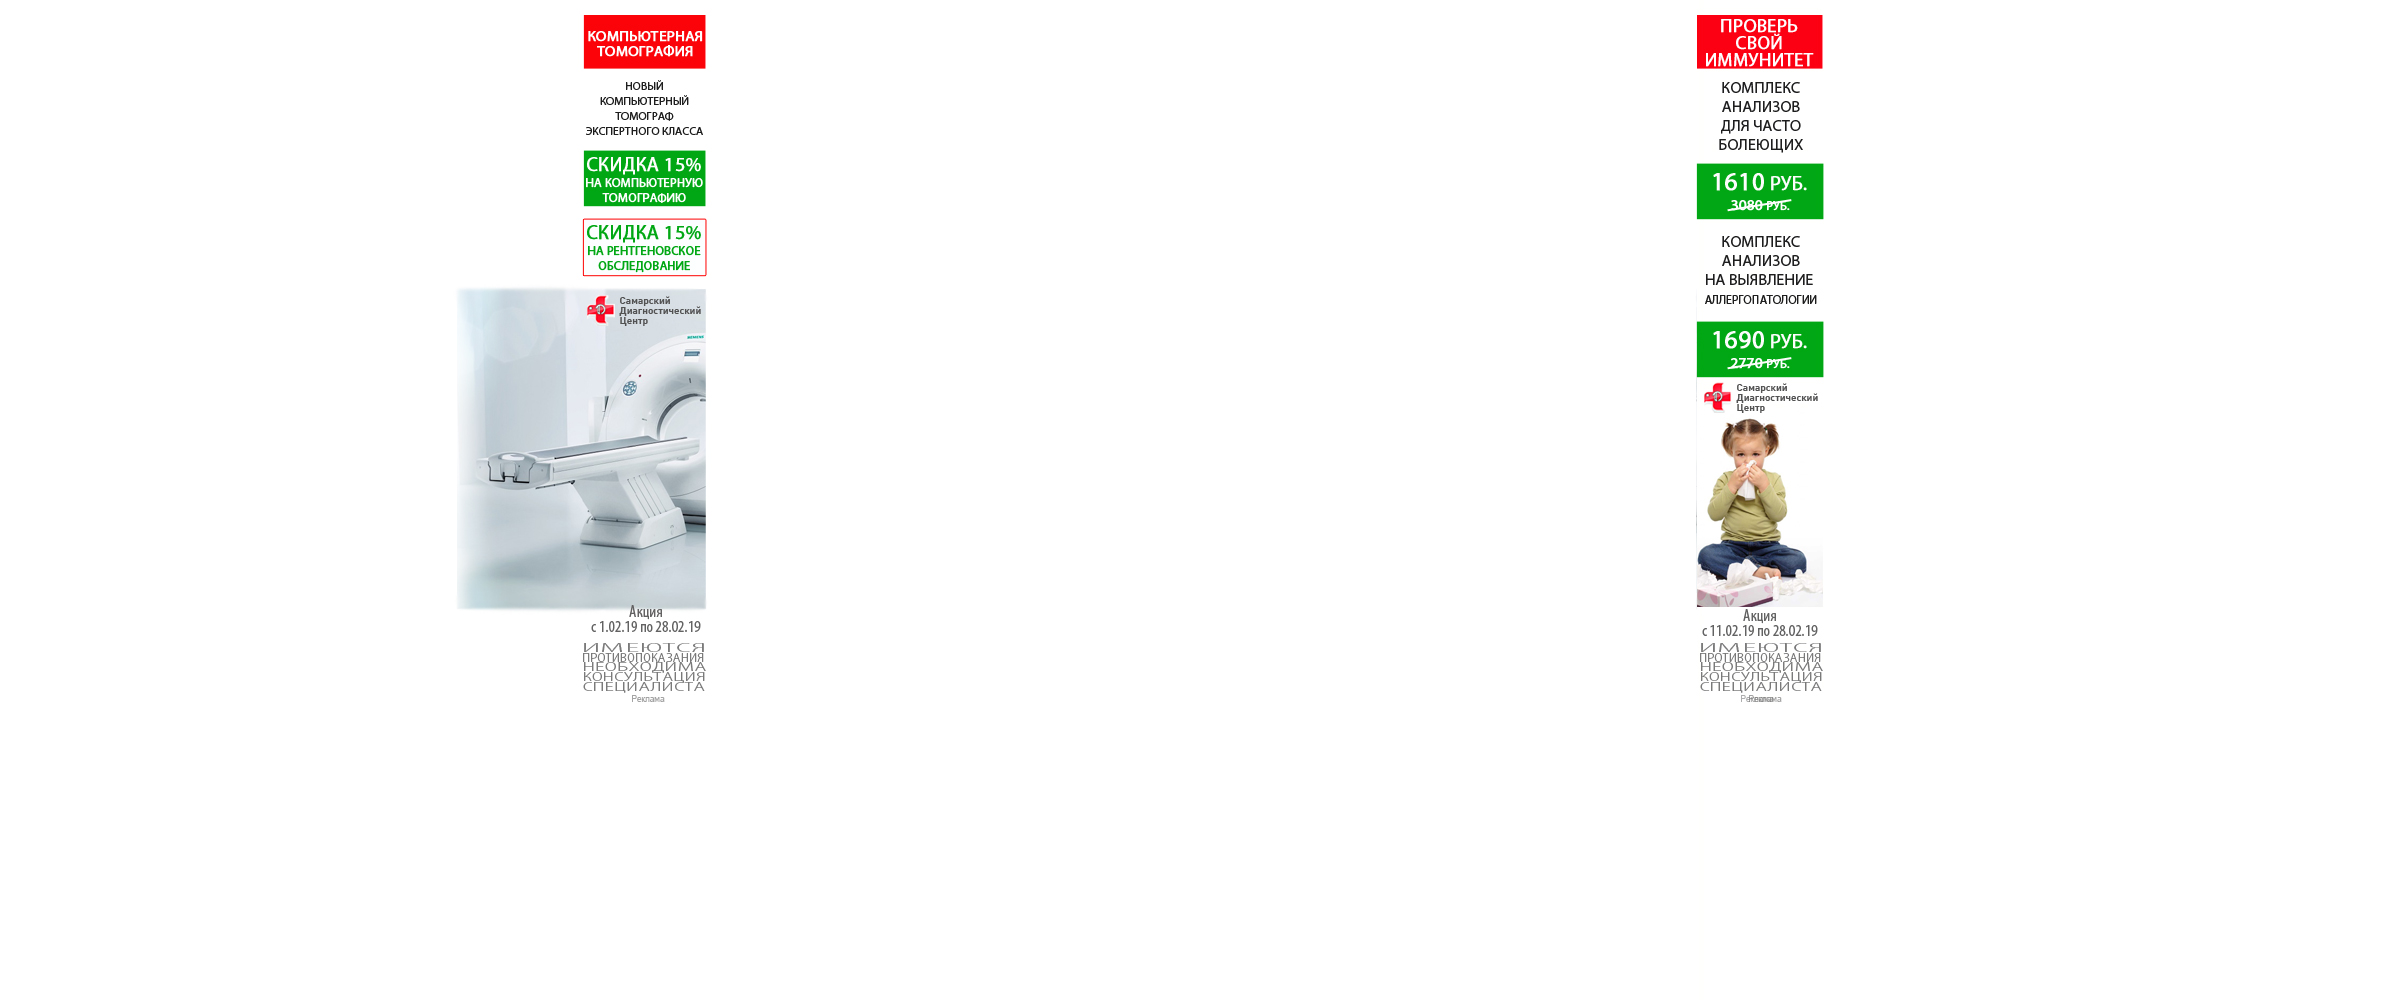 КОМПЬЮТЕРНАЯ
ТОМОГРАФИЯ
НОВЫЙ
КОМПЬЮТЕРНЫЙ
ТОМОГРАФ
ЭКСПЕРТНОГО КЛАССА
СКИДКА 15%
НА КОМПЬЮТЕРНУЮ
ТОМОГРАФИЮ
СКИДКА 15%
НА РЕНТГЕНОВСКОЕ
ОБСЛЕДОВАНИЕ
Самарский
Диагностический
Центр
Акция
с 1.02.19 по 28.02.19
ИМЕЮТСЯ
ПРОТИВОПОКАЗАНИЯ
НЕОБХОДИМА
КОНСУЛЬТАЦИЯ
СПЕЦИАЛИСТА
Реклама
ПРОВЕРЬ
СВОЙ
ИММУНИТЕТ
КОМПЛЕКС
АНАЛИЗОВ
ДЛЯ ЧАСТО
БОЛЕЮЩИХ
1610 РУБ.
3080 РУБ.
КОМПЛЕКС
АНАЛИЗОВ
НА ВЫЯВЛЕНИЕ
АЛЛЕРГОПАТОЛОГИИ
1690 РУБ.
2770 РУБ.
Самарский
Диагностический
Центр
Акция
с 11.02.19 по 28.02.19
ИМЕЮТСЯ
ПРОТИВОПОКАЗАНИЯ
НЕОБХОДИМА
КОНСУЛЬТАЦИЯ
СПЕЦИАЛИСТА
Реклама